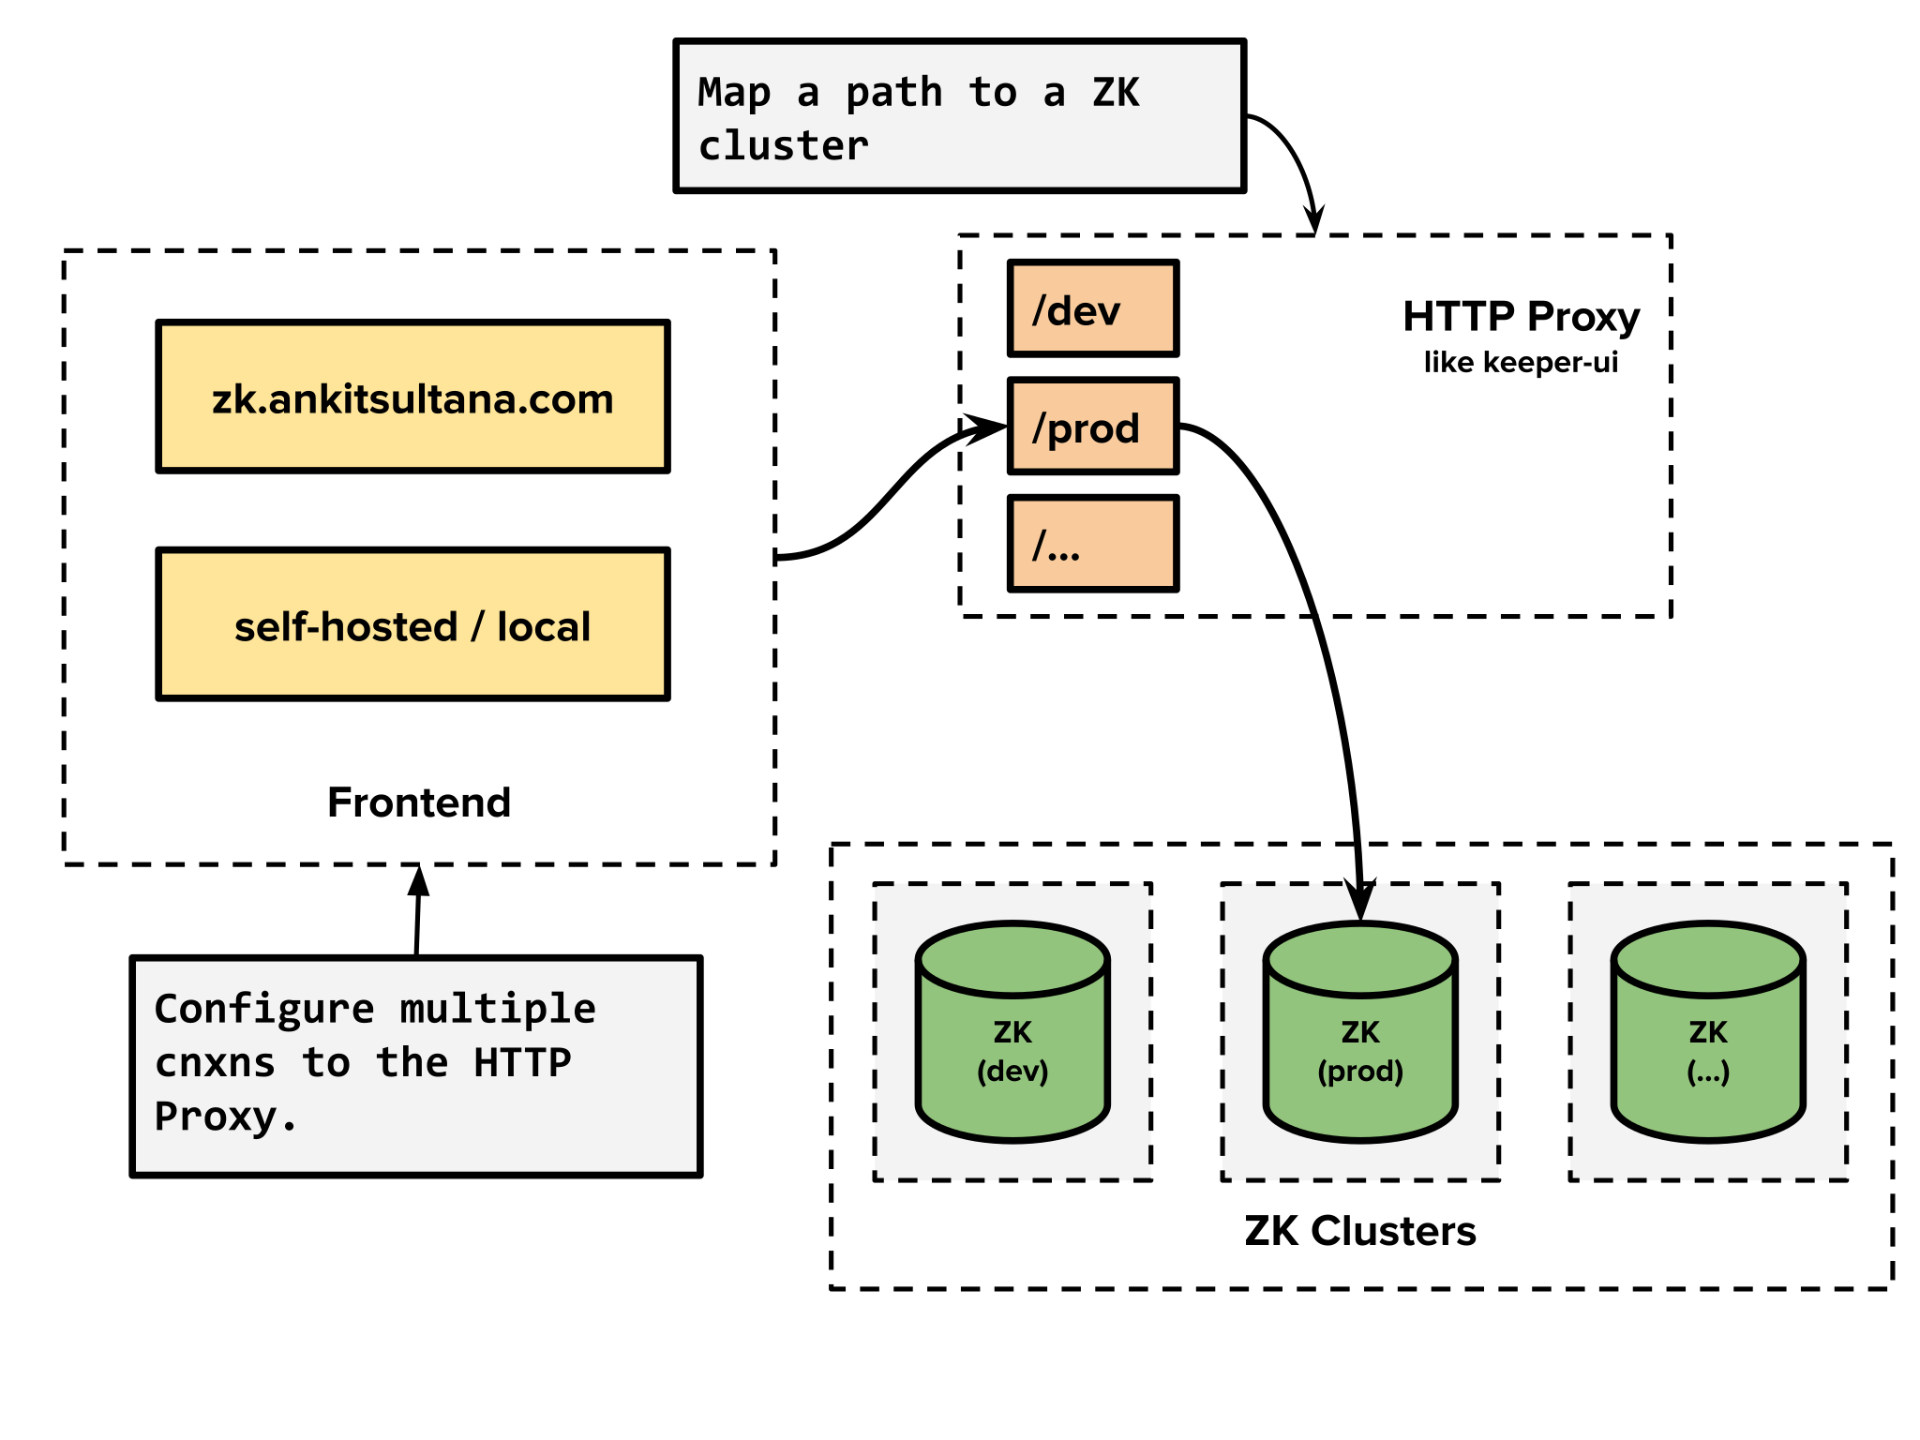 Map a path to a ZK
cluster
zk.ankitsultana.com
self-hosted / local
Frontend
/dev
/prod
/...
HTTP Proxy
like keeper-ui
Configure multiple
cnxns to the HTTP
Proxy.
ZK
(dev)
ZK
(prod)
ZK
(...)
ZK Clusters